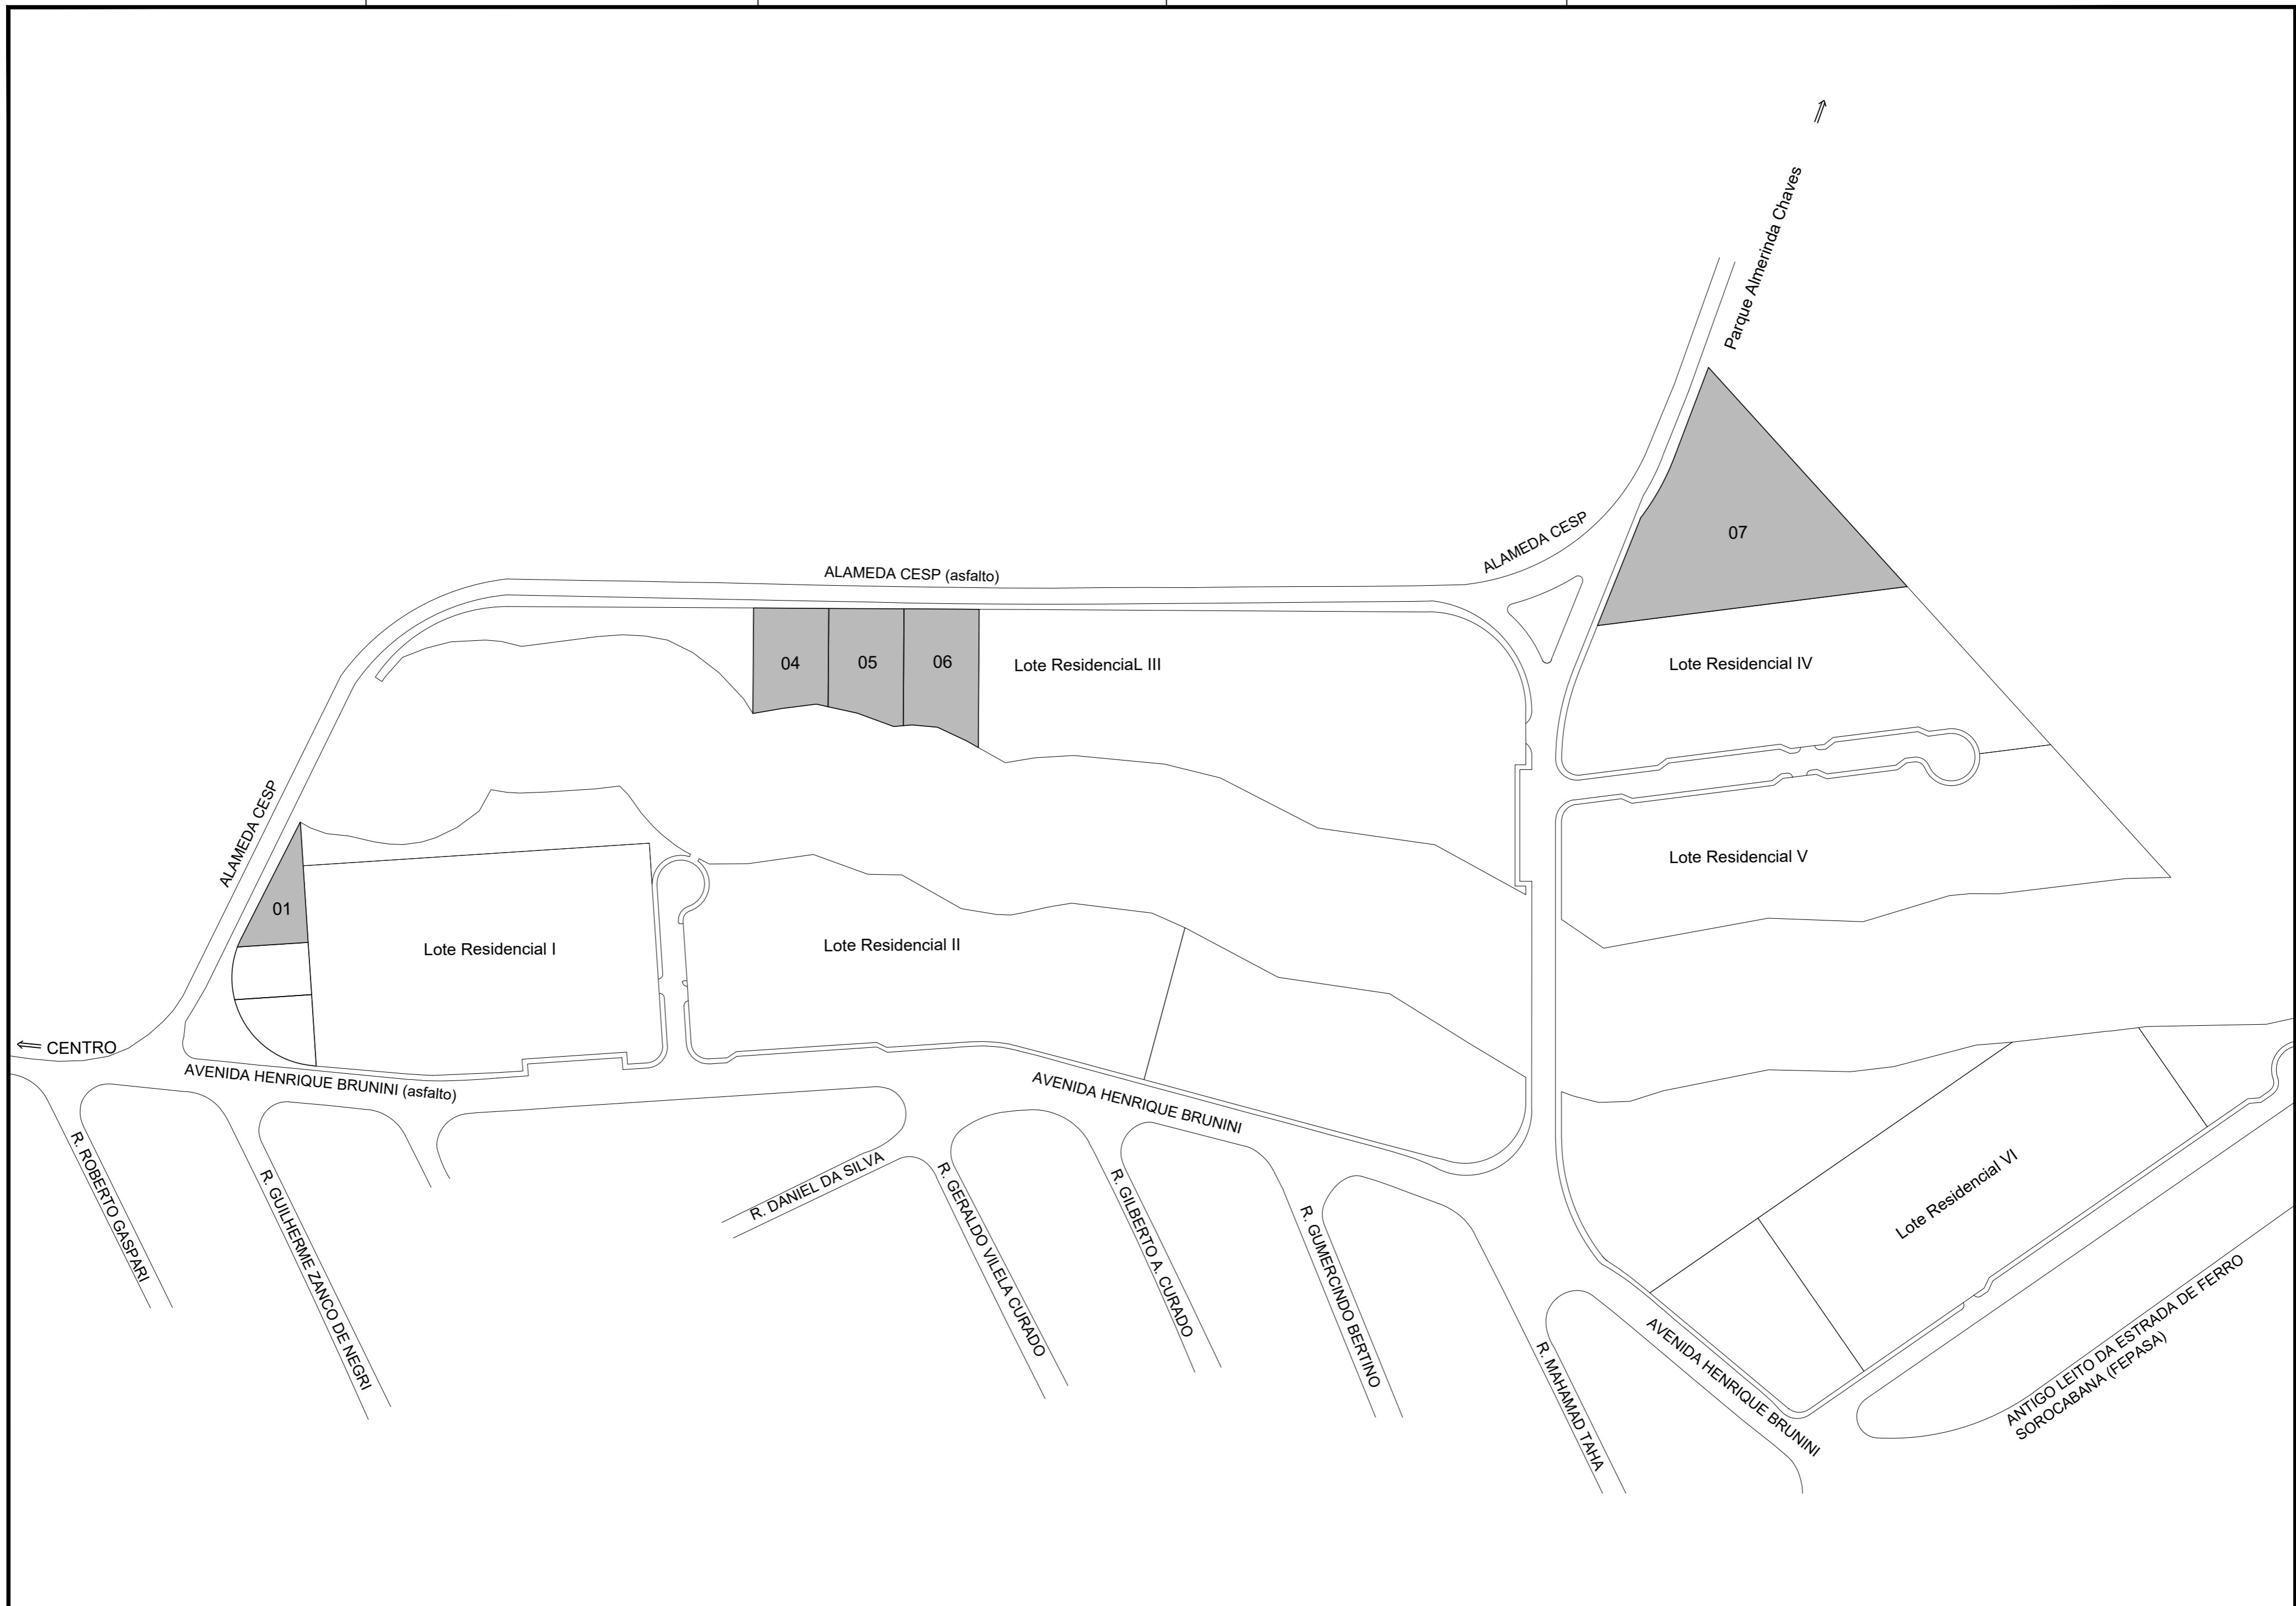 Parque Almerinda Chaves
07
ALAMEDA CESP
ALAMEDA CESP (asfalto)
04
05
06
Lote ResidenciaL III
Lote Residencial IV
ALAMEDA CESP
01
Lote Residencial V
Lote Residencial I
Lote Residencial II
CENTRO
AVENIDA HENRIQUE BRUNINI (asfalto)
AVENIDA HENRIQUE BRUNINI
R. ROBERTO GASPARI
R. GUILHERME ZANCO DE NEGRI
R. DANIEL DA SILVA
R. GERALDO VILELA CURADO
R. GILBERTO A. CURADO
R. GUMERCINDO BERTINO
R. MAHAMAD TAHA
Lote Residencial VI
AVENIDA HENRIQUE BRUNINI
ANTIGO LEITO DA ESTRADA DE FERRO
SOROCABANA (FEPASA)